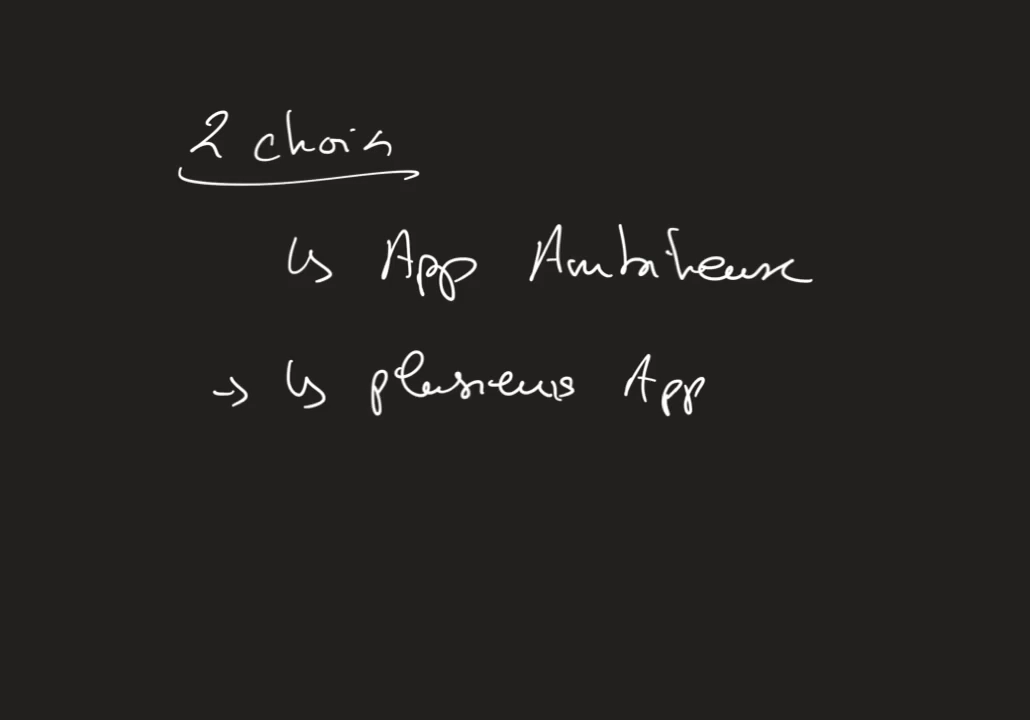 2 choix
↳ App Ambitieuse
→ ↳ plusieurs App